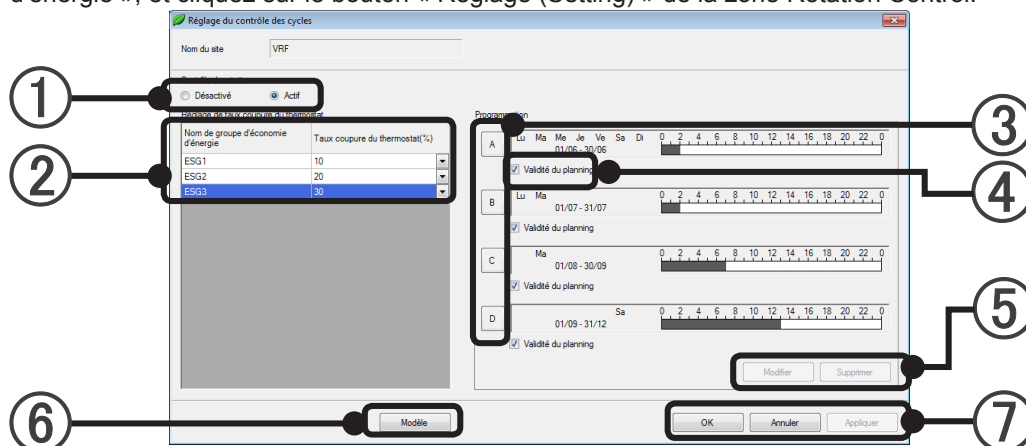 d'énergie », et cliquez sur le bouton « Réglage (Setting) » de la zone Rotation Control.
Réglage du contrôle des cycles
Nom du site VRF
1
Désactivé Actif
Réglage de taux coupure du thermostat
Nom de groupe d'économie d'énergie Taux coupure du thermostat(%)
ESG1 10
ESG2 20
ESG3 30
2
Programmation
3
A Lu Ma Me Je Ve Sa Di 0 2 4 6 8 10 12 14 16 18 20 22 0
01/06 - 30/06
Validité du planning
4
B Lu Ma 0 2 4 6 8 10 12 14 16 18 20 22 0
01/07 - 31/07
Validité du planning
C Ma 0 2 4 6 8 10 12 14 16 18 20 22 0
01/08 - 30/09
Validité du planning
D Sa 0 2 4 6 8 10 12 14 16 18 20 22 0
01/09 - 31/12
Validité du planning
5
Modifier Supprimer
6
Modèle
OK Annuler Appliquer
7